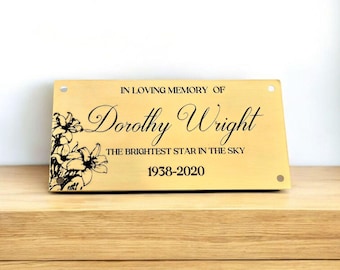 IN LOVING MEMORY OF
Dorothy Wright
THE BRIGHTEST STAR IN THE SKY
1938-2020